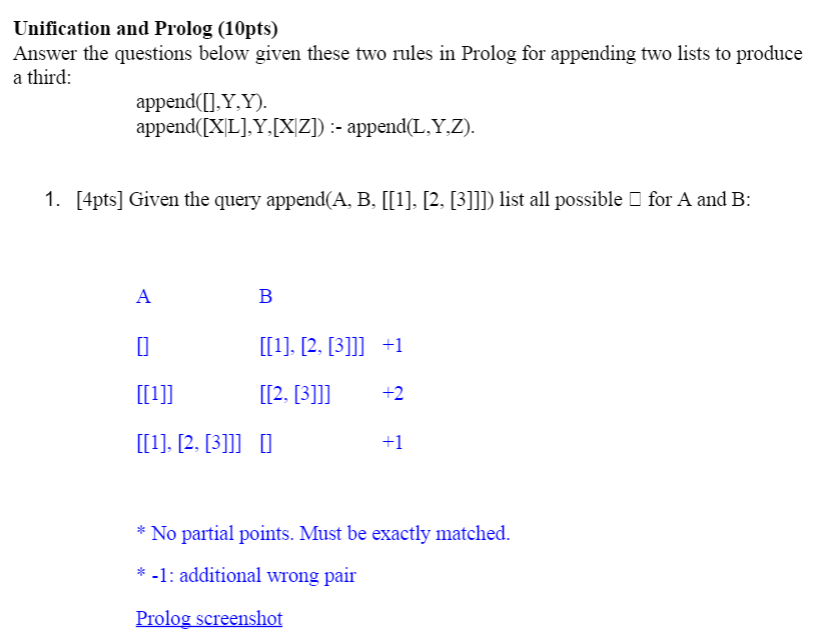 Unification and Prolog (10pts)
Answer the questions below given these two rules in Prolog for appending two lists to produce
a third:
append([],Y,Y).
append([X|L],Y,[X|Z]) :- append(L,Y,Z).
1. [4pts] Given the query append(A, B, [[1], [2, [3]]]) list all possible □ for A and B:
A B
[] [[1], [2, [3]]] +1
[[1]] [[2, [3]]] +2
[[1], [2, [3]]] [] +1
* No partial points. Must be exactly matched.
* -1: additional wrong pair
Prolog screenshot